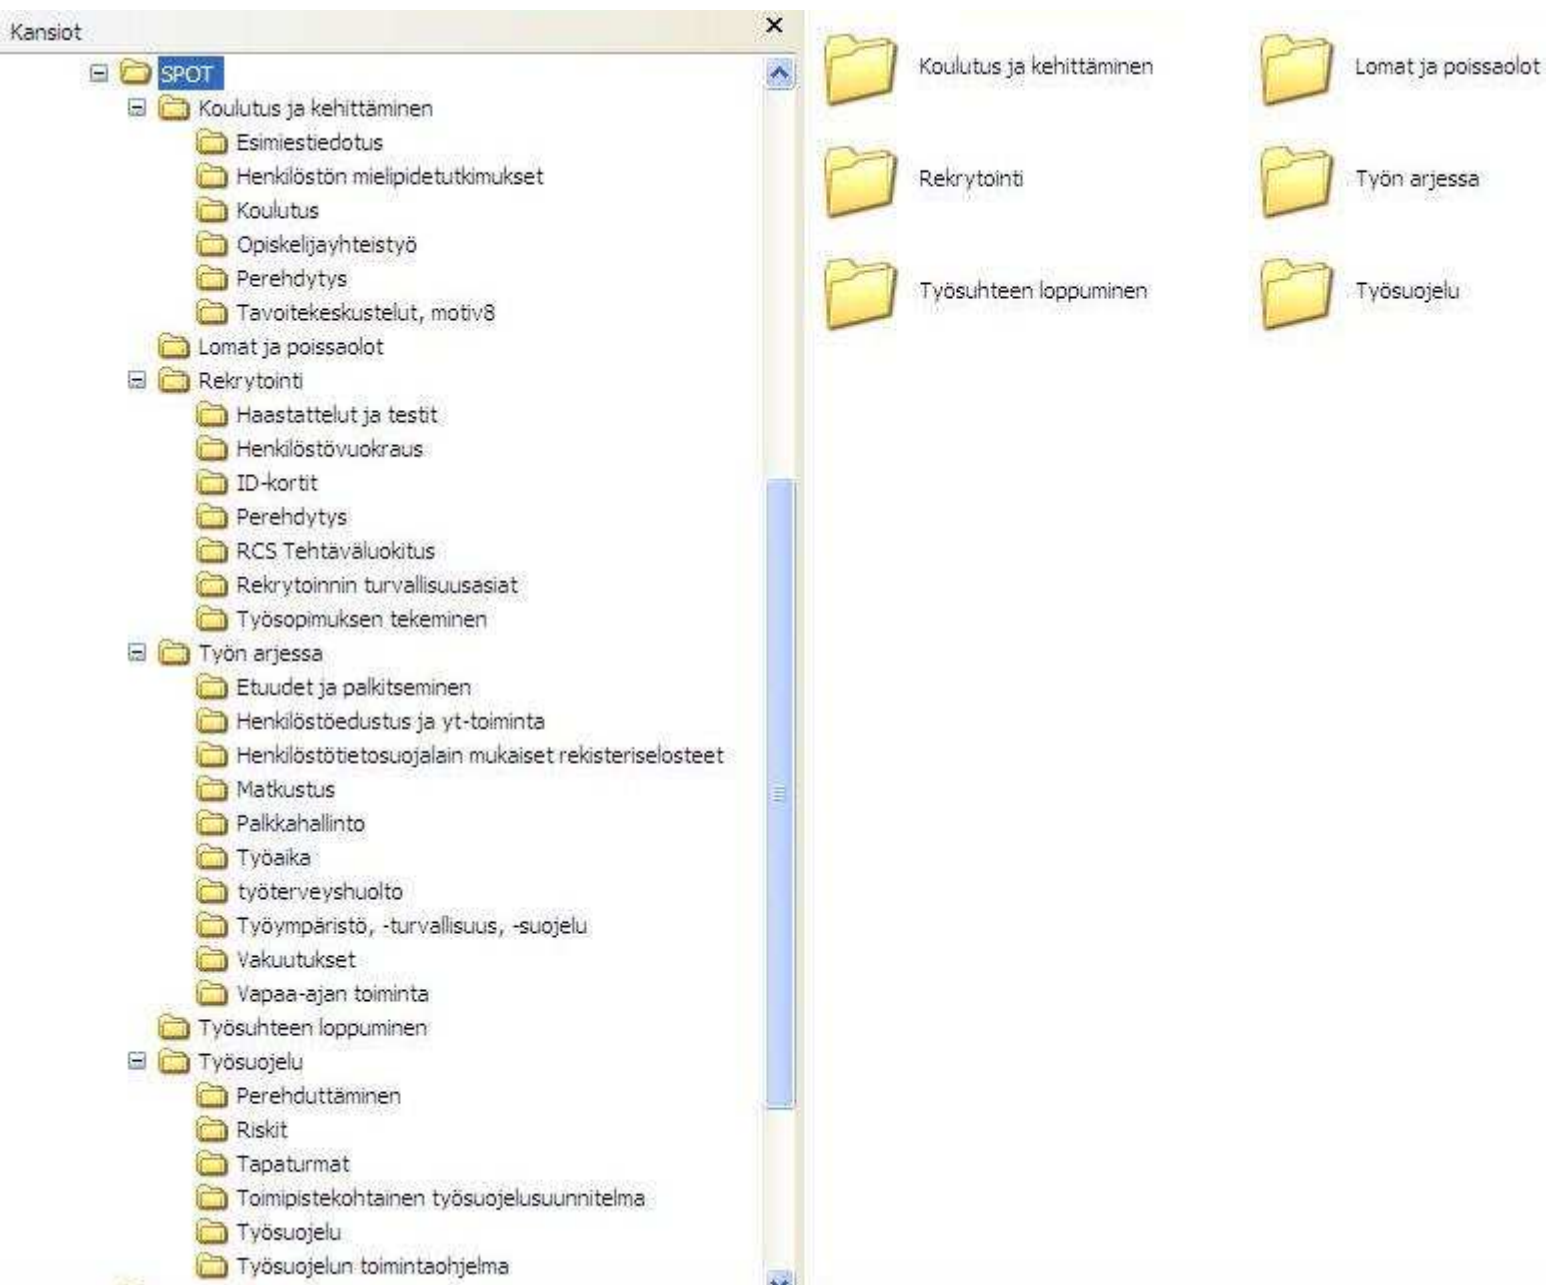 Kansiot
SPOT
Koulutus ja kehittäminen
Esimiestiedotus
Henkilöstön mielipidetutkimukset
Koulutus
Opiskelijayhteistyö
Perehdytys
Tavoitekeskustelut, motiv8
Lomat ja poissaolot
Rekrytointi
Haastattelut ja testit
Henkilöstövuokraus
ID-kortit
Perehdytys
RCS Tehtäväluokitus
Rekrytoinnin turvallisuusasiat
Työsopimuksen tekeminen
Työn arjessa
Etuudet ja palkitseminen
Henkilöstöedustus ja yt-toiminta
Henkilöstötietosuojalain mukaiset rekisteriselosteet
Matkustus
Palkkahallinto
Työaika
työterveyshuolto
Työympäristö, -turvallisuus, -suojelu
Vakuutukset
Vapaa-ajan toiminta
Työsuhteen loppuminen
Työsuojelu
Perehduttäminen
Riskit
Tapaturmat
Toimipistekohtainen työsuojelusuunnitelma
Työsuojelu
Työsuojelun toimintaohjelma
Koulutus ja kehittäminen
Lomat ja poissaolot
Rekrytointi
Työn arjessa
Työsuhteen loppuminen
Työsuojelu